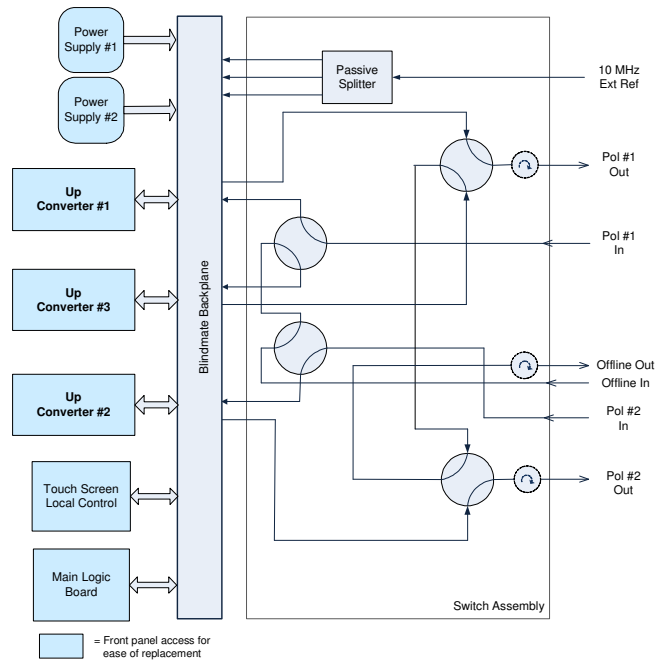 Power
Supply #1
Power
Supply #2
Passive
Splitter
10 MHz
Ext Ref
Up
Converter #1
Pol #1
Out
Pol #1
In
Up
Converter #3
Blindmate Backplane
Offline Out
Offline In
Up
Converter #2
Pol #2
In
Touch Screen
Local Control
Pol #2
Out
Main Logic
Board
Switch Assembly
= Front panel access for
ease of replacement